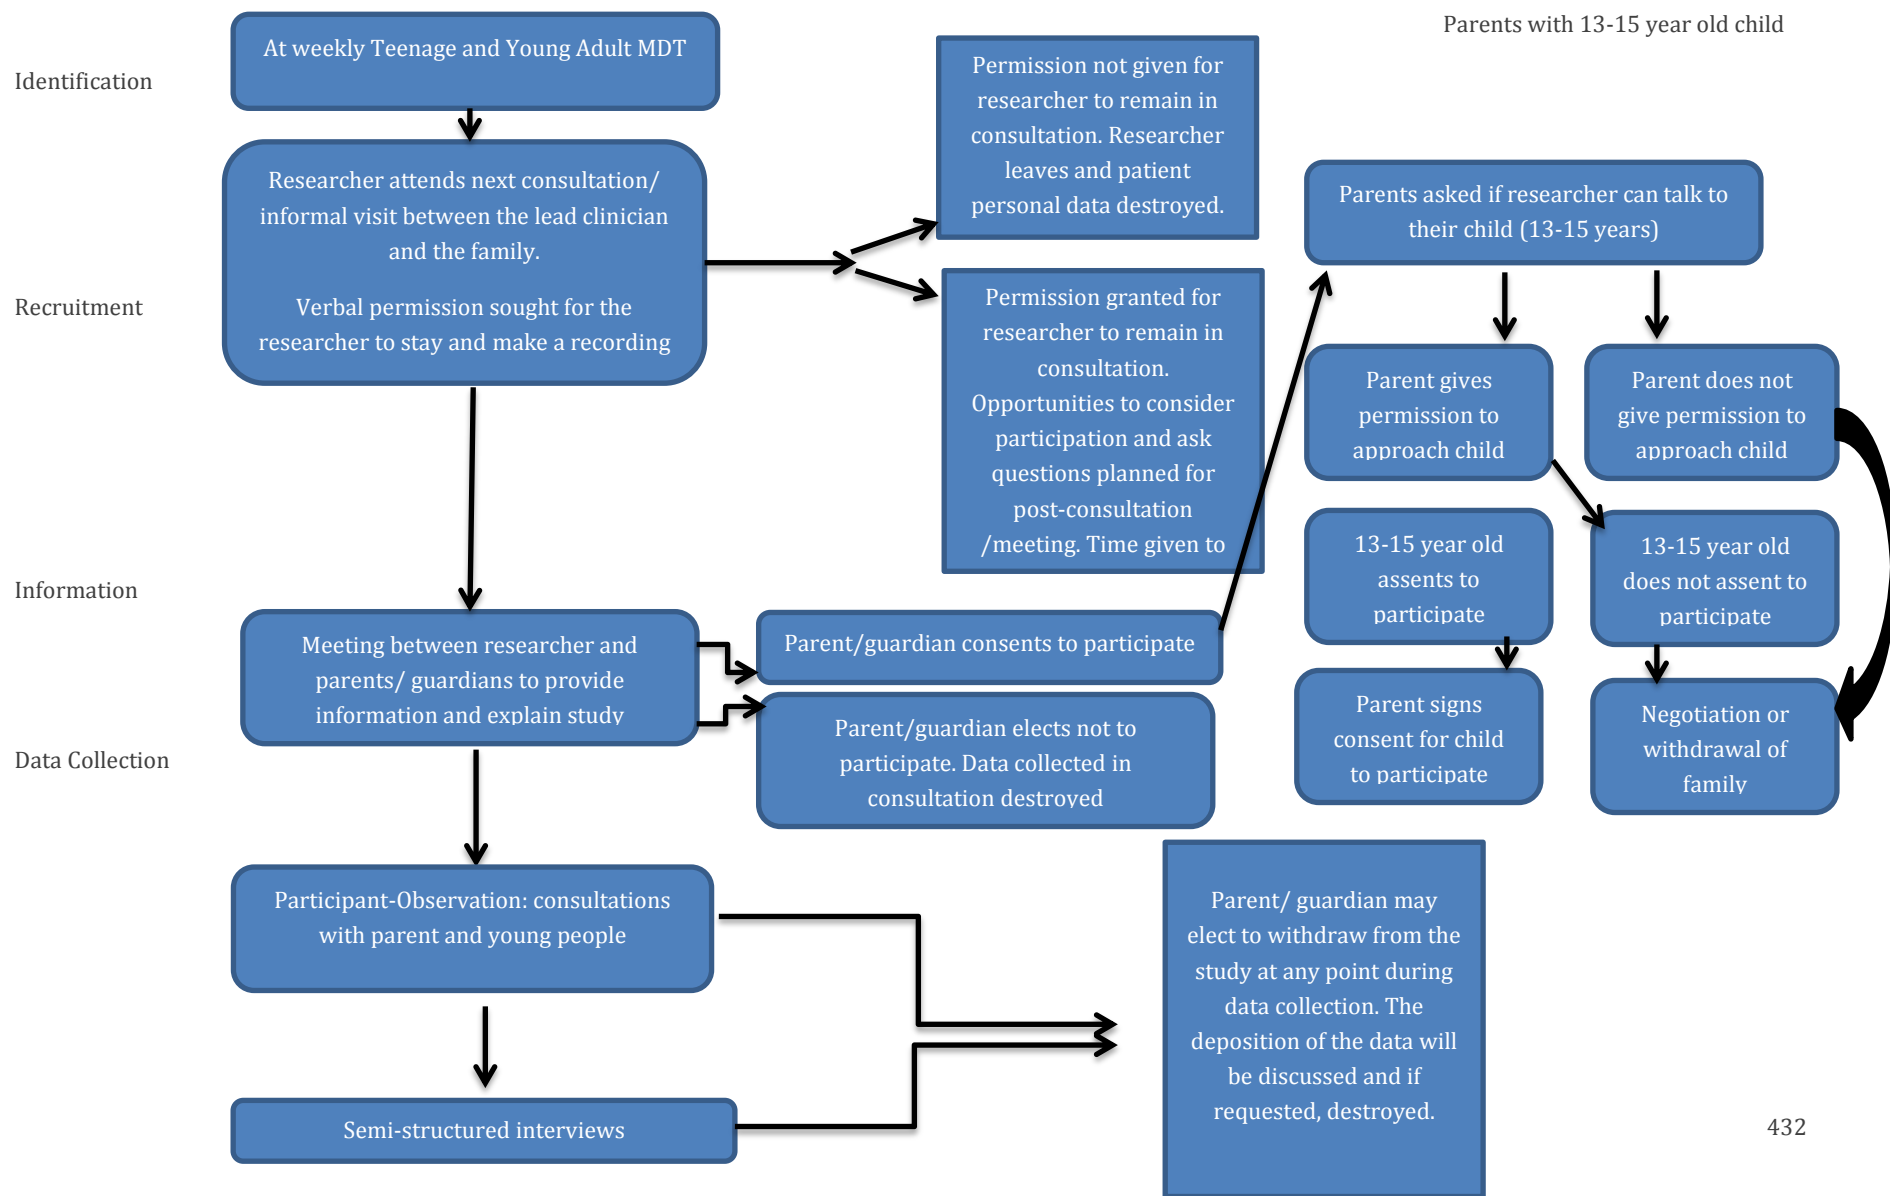 Parents with 13-15 year old child
Identification
At weekly Teenage and Young Adult MDT
Recruitment
Researcher attends next consultation/
informal visit between the lead clinician
and the family.
Verbal permission sought for the
researcher to stay and make a recording
Permission not given for
researcher to remain in
consultation. Researcher
leaves and patient
personal data destroyed.
Permission granted for
researcher to remain in
consultation.
Opportunities to consider
participation and ask
questions planned for
post-consultation
/meeting. Time given to
Parents asked if researcher can talk to
their child (13-15 years)
Parent gives
permission to
approach child
Parent does not
give permission to
approach child
13-15 year old
assents to
participate
13-15 year old
does not assent to
participate
Parent signs
consent for child
to participate
Negotiation or
withdrawal of
family
Information
Meeting between researcher and
parents/ guardians to provide
information and explain study
Parent/guardian consents to participate
Parent/guardian elects not to
participate. Data collected in
consultation destroyed
Data Collection
Participant-Observation: consultations
with parent and young people
Semi-structured interviews
Parent/ guardian may
elect to withdraw from the
study at any point during
data collection. The
deposition of the data will
be discussed and if
requested, destroyed.
432